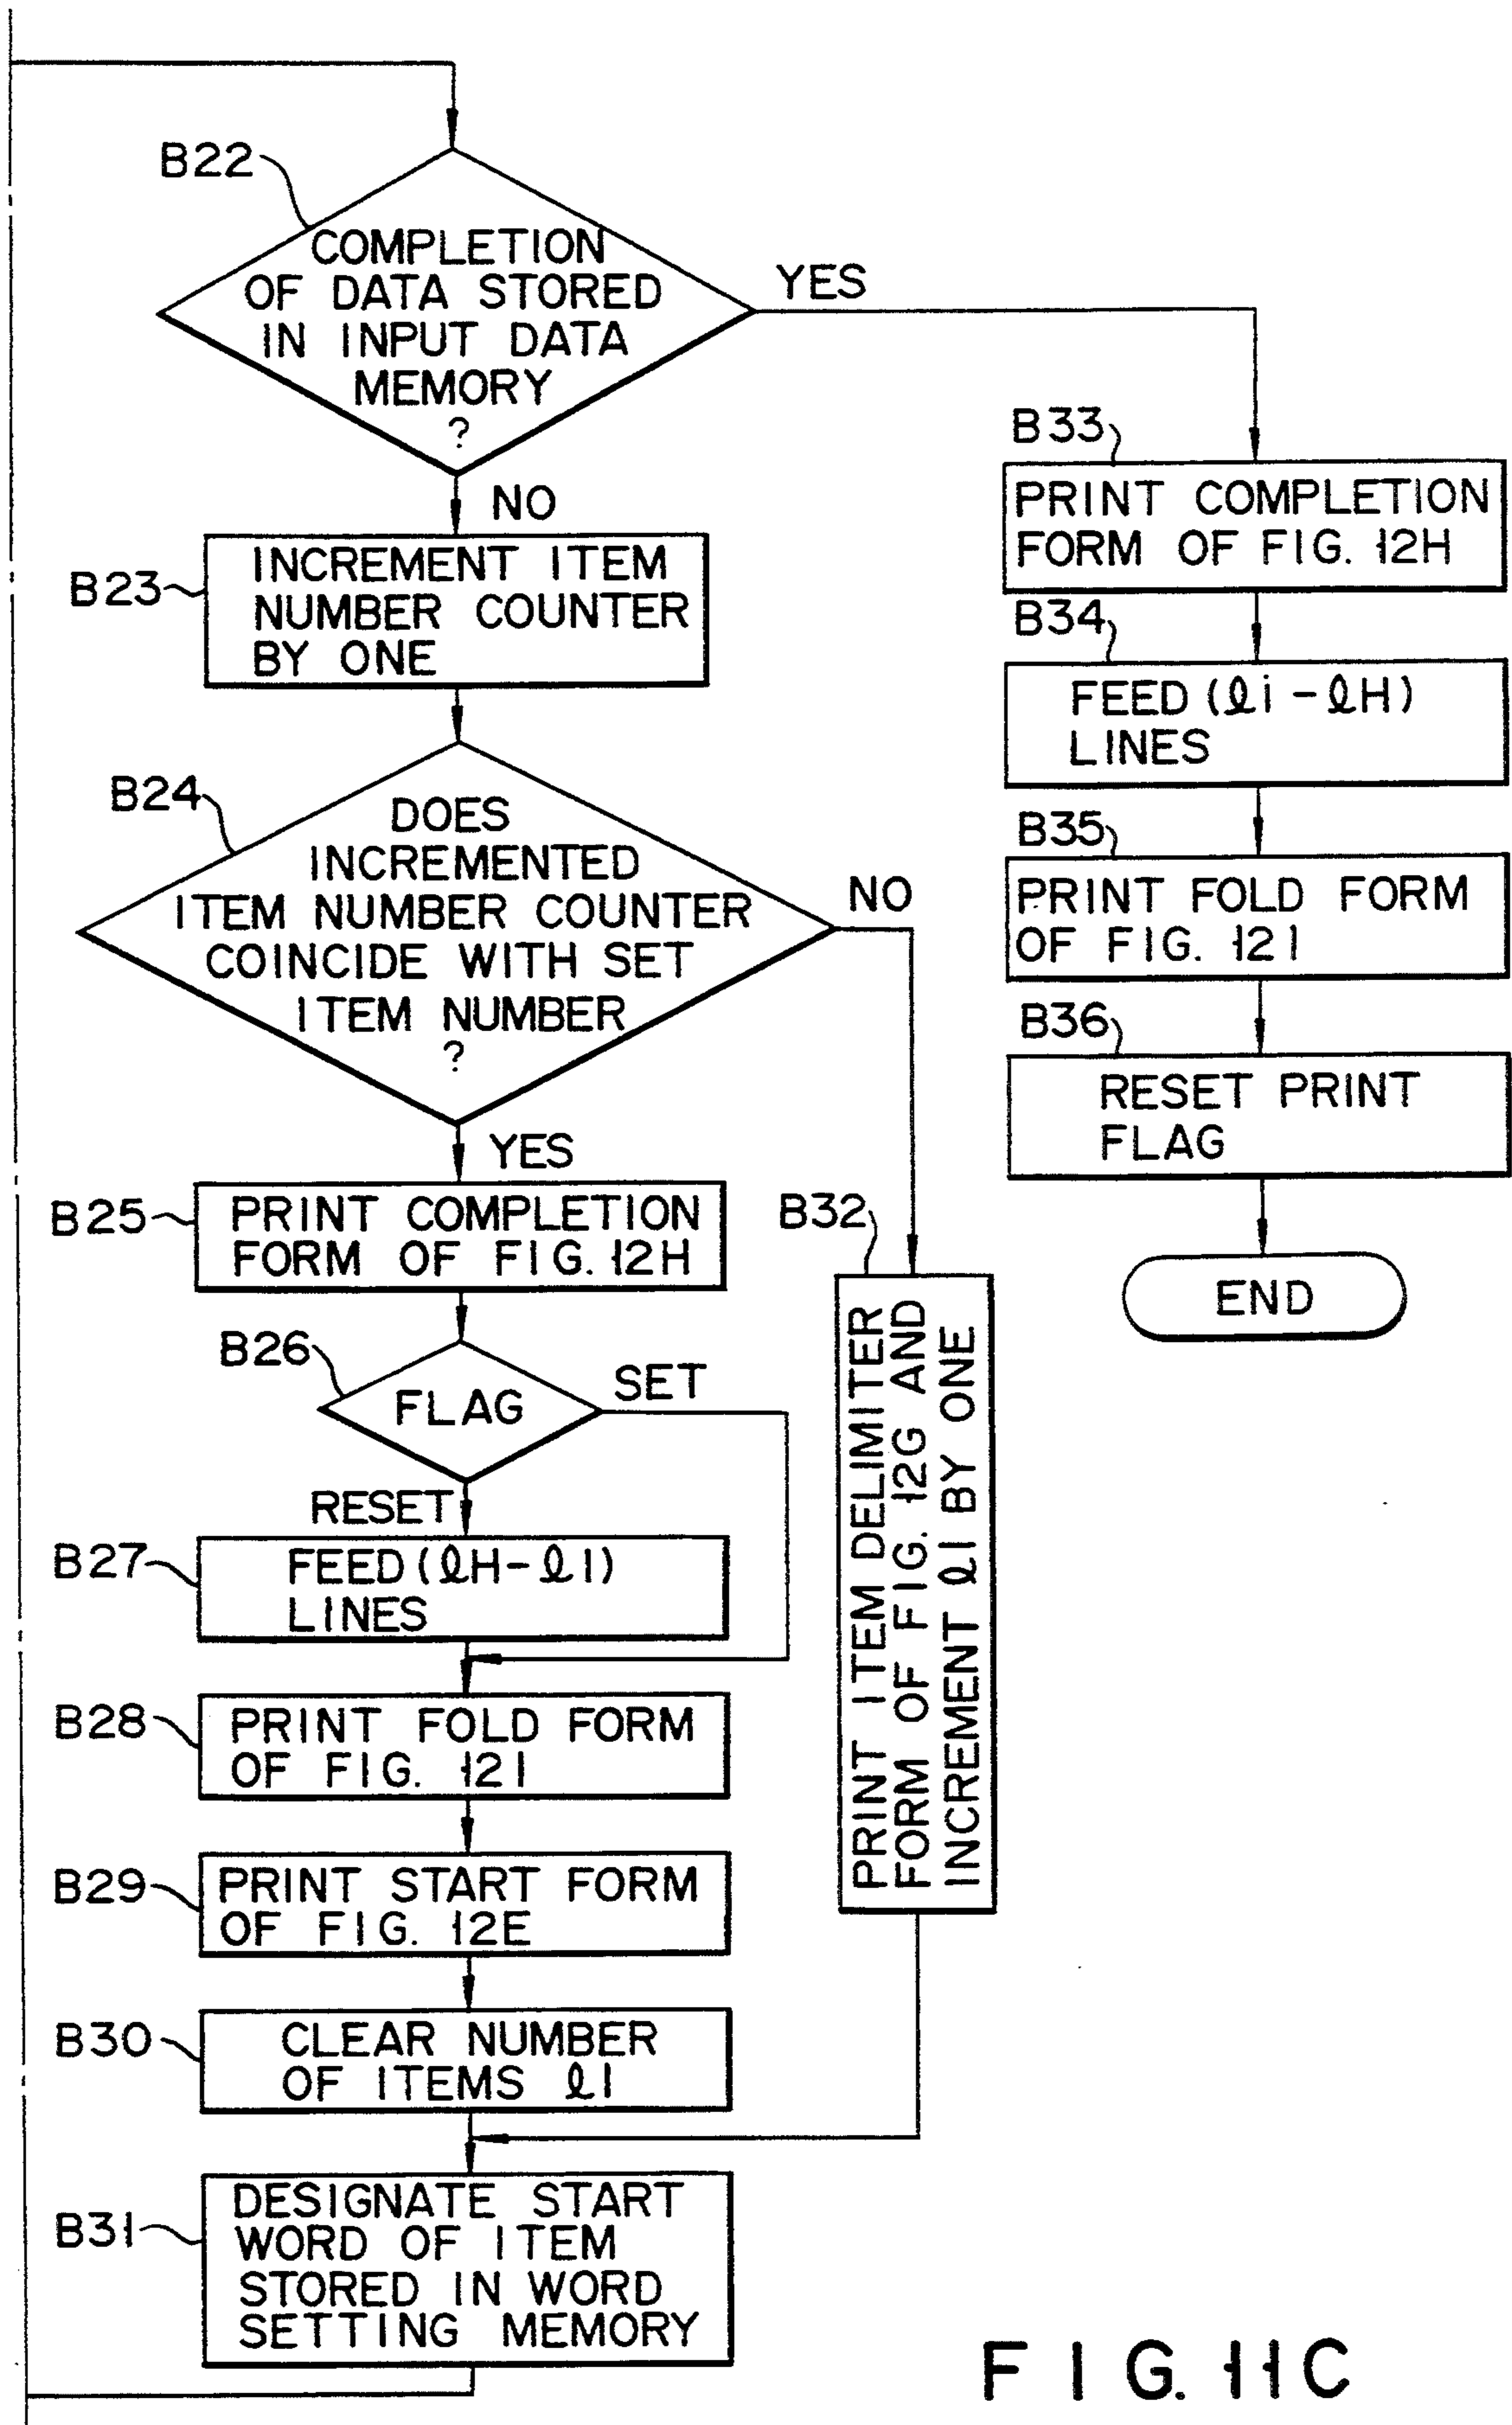 B22
COMPLETION
OF DATA STORED
IN INPUT DATA
MEMORY
?
YES
NO
B23
INCREMENT ITEM
NUMBER COUNTER
BY ONE
B24
DOES
INCREMENTED
ITEM NUMBER COUNTER
COINCIDE WITH SET
ITEM NUMBER
?
NO
YES
B25
PRINT COMPLETION
FORM OF FIG. 12H
B26
FLAG
SET
RESET
B27
FEED (ℓH - ℓI)
LINES
B28
PRINT FOLD FORM
OF FIG. 12I
B29
PRINT START FORM
OF FIG. 12E
B30
CLEAR NUMBER
OF ITEMS ℓI
B31
DESIGNATE START
WORD OF ITEM
STORED IN WORD
SETTING MEMORY
B32
PRINT ITEM DELIMITER
FORM OF FIG. 12G AND
INCREMENT ℓI BY ONE
B33
PRINT COMPLETION
FORM OF FIG. 12H
B34
FEED (ℓi - ℓH)
LINES
B35
PRINT FOLD FORM
OF FIG. 12I
B36
RESET PRINT
FLAG
END
FIG. 11C